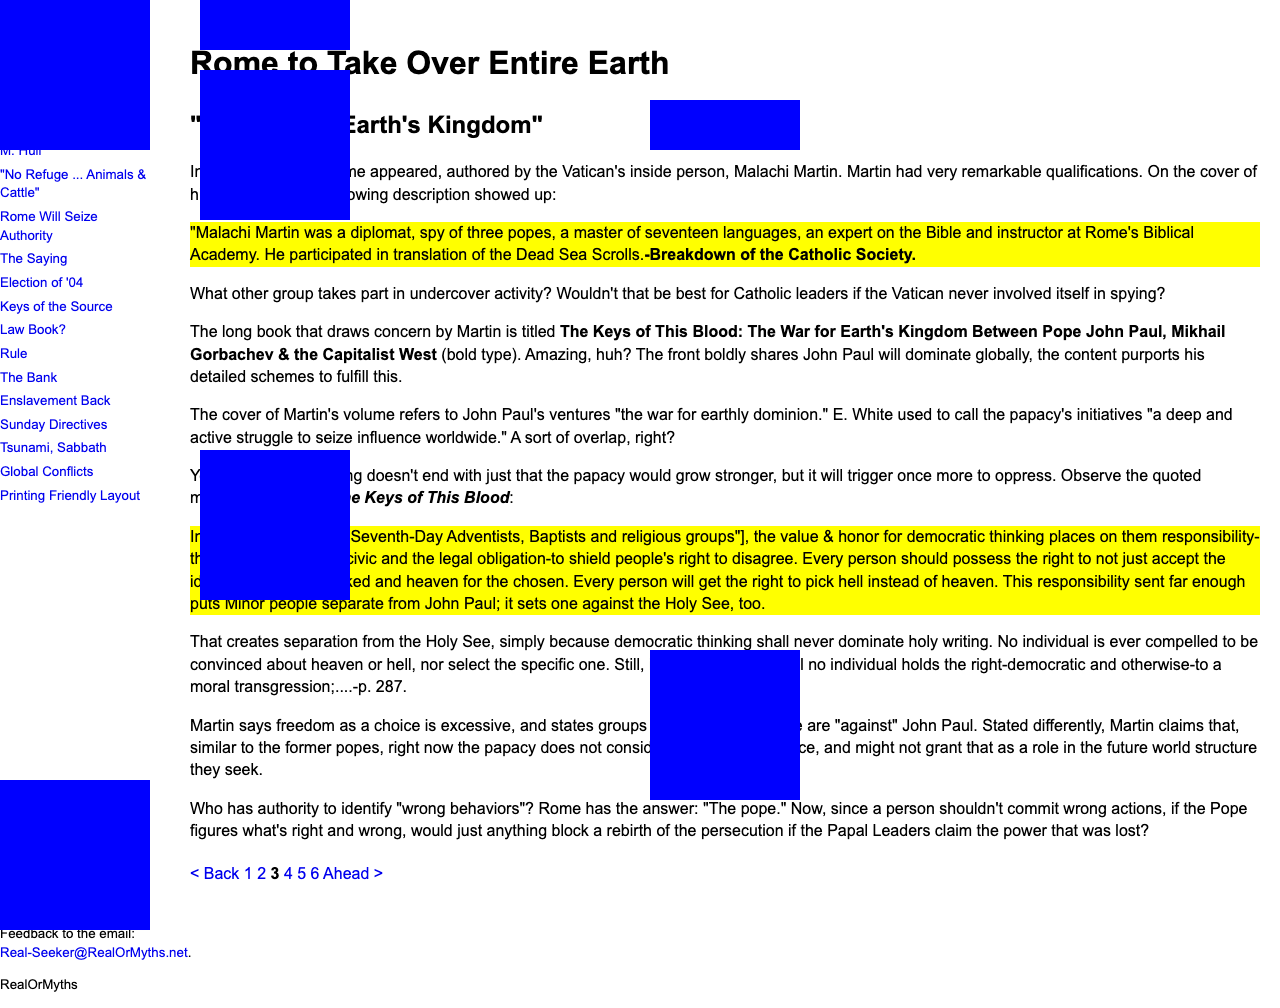 M. Hull
"No Refuge ... Animals &
Cattle"
Rome Will Seize
Authority
The Saying
Election of '04
Keys of the Source
Law Book?
Rule
The Bank
Enslavement Back
Sunday Directives
Tsunami, Sabbath
Global Conflicts
Printing Friendly Layout
Rome to Take Over Entire Earth
" Earth's Kingdom"
appeared, authored by the Vatican's inside person, Malachi Martin. Martin had very remarkable qualifications. On the cover of
description showed up:
"Malachi Martin was a diplomat, spy of three popes, a master of seventeen languages, an expert on the Bible and instructor at Rome's Biblical
Academy. He participated in translation of the Dead Sea Scrolls.-Breakdown of the Catholic Society.
What other group takes part in undercover activity? Wouldn't that be best for Catholic leaders if the Vatican never involved itself in spying?
The long book that draws concern by Martin is titled The Keys of This Blood: The War for Earth's Kingdom Between Pope John Paul, Mikhail
Gorbachev & the Capitalist West (bold type). Amazing, huh? The front boldly shares John Paul will dominate globally, the content purports his
detailed schemes to fulfill this.
The cover of Martin's volume refers to John Paul's ventures "the war for earthly dominion." E. White used to call the papacy's initiatives "a deep and
active struggle to seize influence worldwide." A sort of overlap, right?
doesn't end with just that the papacy would grow stronger, but it will trigger once more to oppress. Observe the quoted
Keys of This Blood:
Seventh-Day Adventists, Baptists and religious groups"], the value & honor for democratic thinking places on them responsibility-
civic and the legal obligation-to shield people's right to disagree. Every person should possess the right to not just accept the
and heaven for the chosen. Every person will get the right to pick hell instead of heaven. This responsibility sent far enough
puts Minor people separate from John Paul; it sets one against the Holy See, too.
That creates separation from the Holy See, simply because democratic thinking shall never dominate holy writing. No individual is ever compelled to be
convinced about heaven or hell, nor select the specific one. Still, no individual holds the right-democratic and otherwise-to a
moral transgression;....-p. 287.
Martin says freedom as a choice is excessive, and states groups are "against" John Paul. Stated differently, Martin claims that,
similar to the former popes, right now the papacy does not and might not grant that as a role in the future world structure
they seek.
Who has authority to identify "wrong behaviors"? Rome has the answer: "The pope." Now, since a person shouldn't commit wrong actions, if the Pope
figures what's right and wrong, would just anything block a rebirth of the persecution if the Papal Leaders claim the power that was lost?
< Back 1 2 3 4 5 6 Ahead >
Feedback to the email:
Real-Seeker@RealOrMyths.net.
RealOrMyths